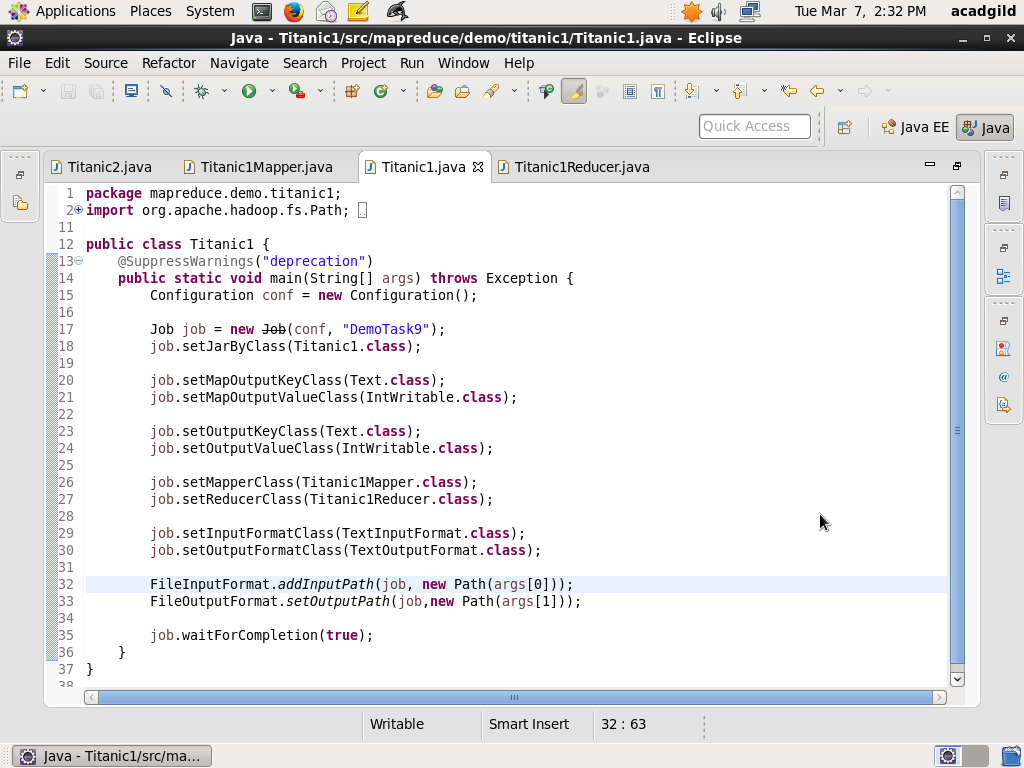 Applications Places System Tue Mar 7, 2:32 PM acadgild
Java - Titanic1/src/mapreduce/demo/titanic1/Titanic1.java - Eclipse
File Edit Source Refactor Navigate Search Project Run Window Help
Quick Access Java EE Java
Titanic2.java Titanic1Mapper.java Titanic1.java Titanic1Reducer.java
1 package mapreduce.demo.titanic1;
2 import org.apache.hadoop.fs.Path;
11
12 public class Titanic1 {
13 @SuppressWarnings("deprecation")
14 public static void main(String[] args) throws Exception {
15 Configuration conf = new Configuration();
16
17 Job job = new Job(conf, "DemoTask9");
18 job.setJarByClass(Titanic1.class);
19
20 job.setMapOutputKeyClass(Text.class);
21 job.setMapOutputValueClass(IntWritable.class);
22
23 job.setOutputKeyClass(Text.class);
24 job.setOutputValueClass(IntWritable.class);
25
26 job.setMapperClass(Titanic1Mapper.class);
27 job.setReducerClass(Titanic1Reducer.class);
28
29 job.setInputFormatClass(TextInputFormat.class);
30 job.setOutputFormatClass(TextOutputFormat.class);
31
32 FileInputFormat.addInputPath(job, new Path(args[0]));
33 FileOutputFormat.setOutputPath(job,new Path(args[1]));
34
35 job.waitForCompletion(true);
36 }
37 }
38
Writable Smart Insert 32 : 63
Java - Titanic1/src/ma...